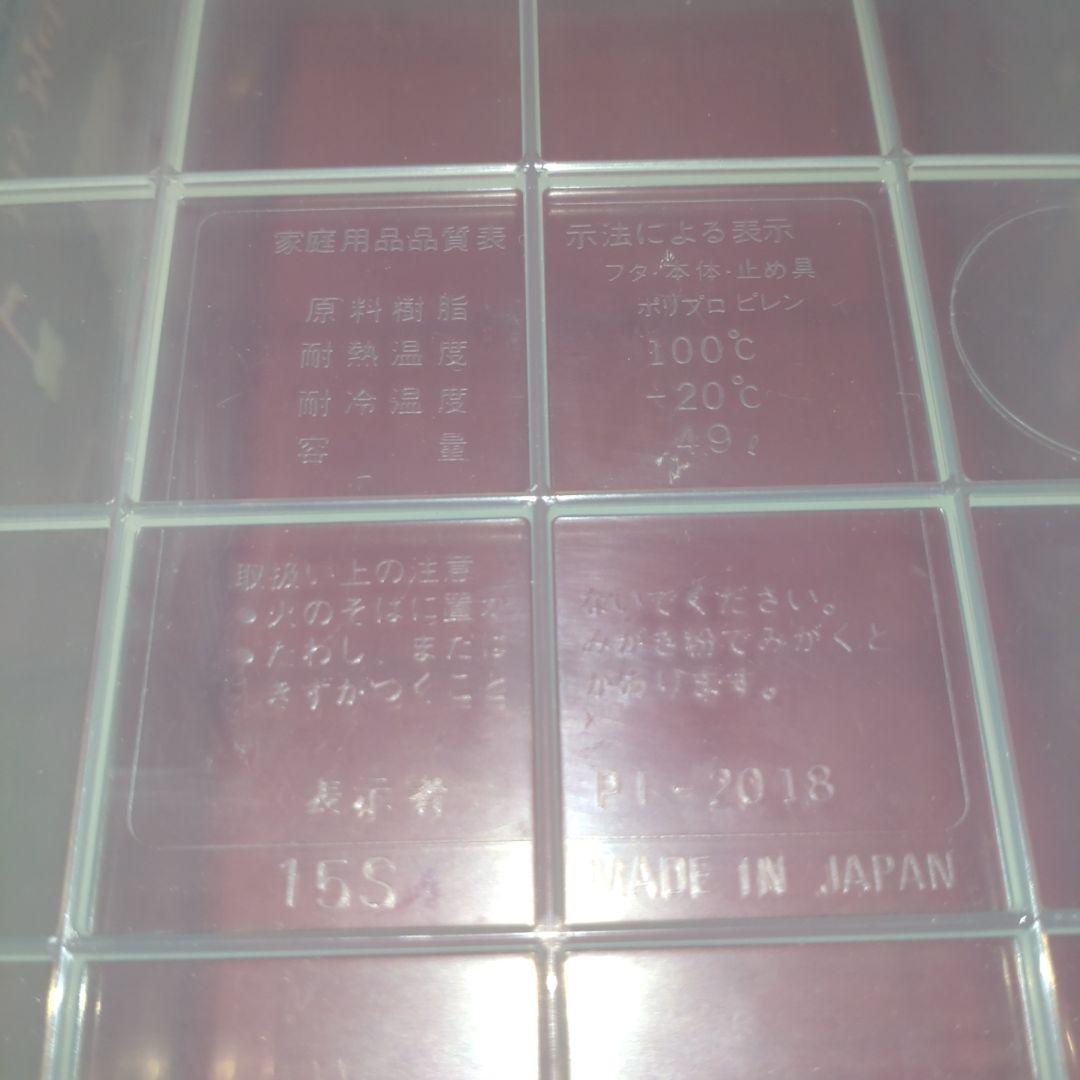 家庭用品品質表示法による表示
フタ・本体・止め具
原料樹脂 ポリプロピレン
耐熱温度 100℃
耐冷温度 -20℃
容量 49ℓ
取扱い上の注意
●火のそばに置かないでください。
●たわし、またはみがき粉でみがくと
きずがつくことがあります。
表示者 PI-2018
15S MADE IN JAPAN